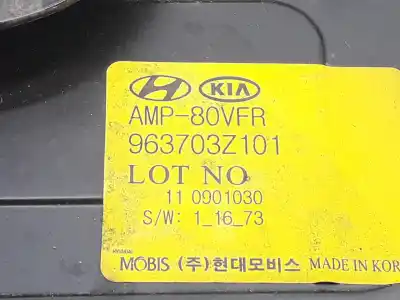 KIA
AMP-80VFR
963703Z101
LOT NO
11 0901030
S/W: 1_16_73
MOBIS (주)현대모비스 MADE IN KOR